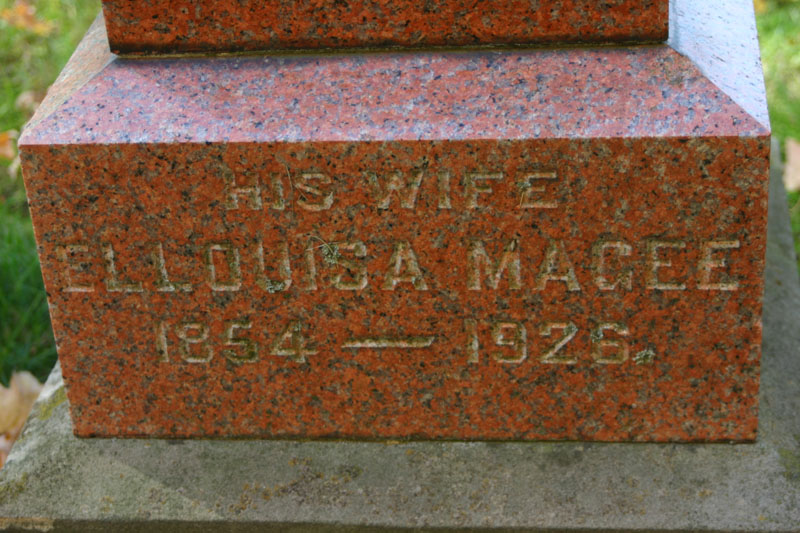 HIS WIFE
ELLOUISA MAGEE
1854 — 1926.